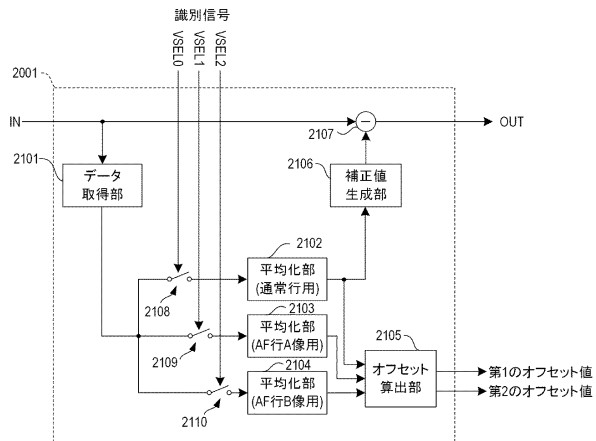 識別信号
VSEL0
VSEL1
VSEL2
2001
IN
OUT
2107
2101
データ
取得部
2106
補正値
生成部
2102
平均化部
(通常行用)
2108
2103
平均化部
(AF行A像用)
2109
2105
オフセット
算出部
2104
平均化部
(AF行B像用)
2110
第1のオフセット値
第2のオフセット値